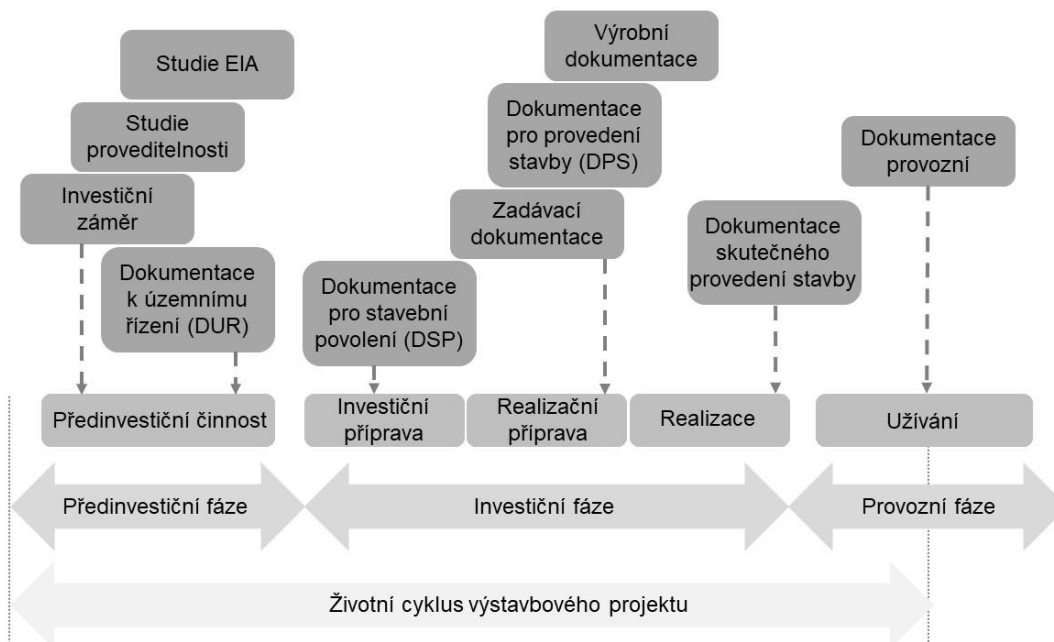 Studie EIA
Výrobní
dokumentace
Studie
proveditelnosti
Dokumentace
pro provedení
stavby (DPS)
Dokumentace
provozní
Investiční
záměr
Zadávací
dokumentace
Dokumentace
skutečného
provedení stavby
Dokumentace
k územnímu
řízení (DUR)
Dokumentace
pro stavební
povolení (DSP)
Předinvestiční činnost
Investiční
příprava
Realizační
příprava
Realizace
Užívání
Předinvestiční fáze
Investiční fáze
Provozní fáze
Životní cyklus výstavbového projektu